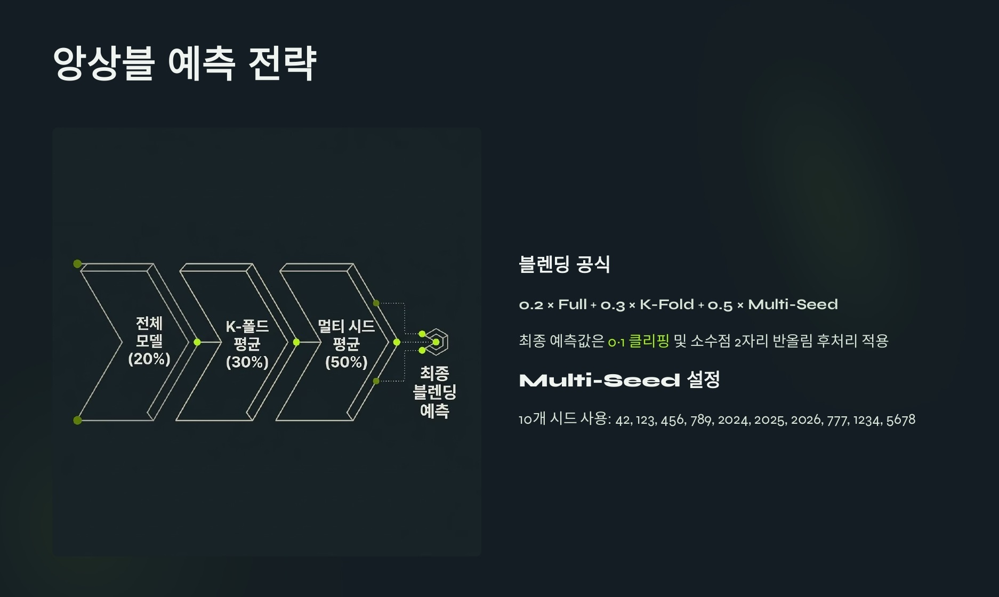 앙상블 예측 전략
전체
모델
(20%)
K-폴드
평균
(30%)
멀티 시드
평균
(50%)
최종
블렌딩
예측
블렌딩 공식
0.2 × Full + 0.3 × K-Fold + 0.5 × Multi-Seed
최종 예측값은 0-1 클리핑 및 소수점 2자리 반올림 후처리 적용
Multi-Seed 설정
10개 시드 사용: 42, 123, 456, 789, 2024, 2025, 2026, 777, 1234, 5678